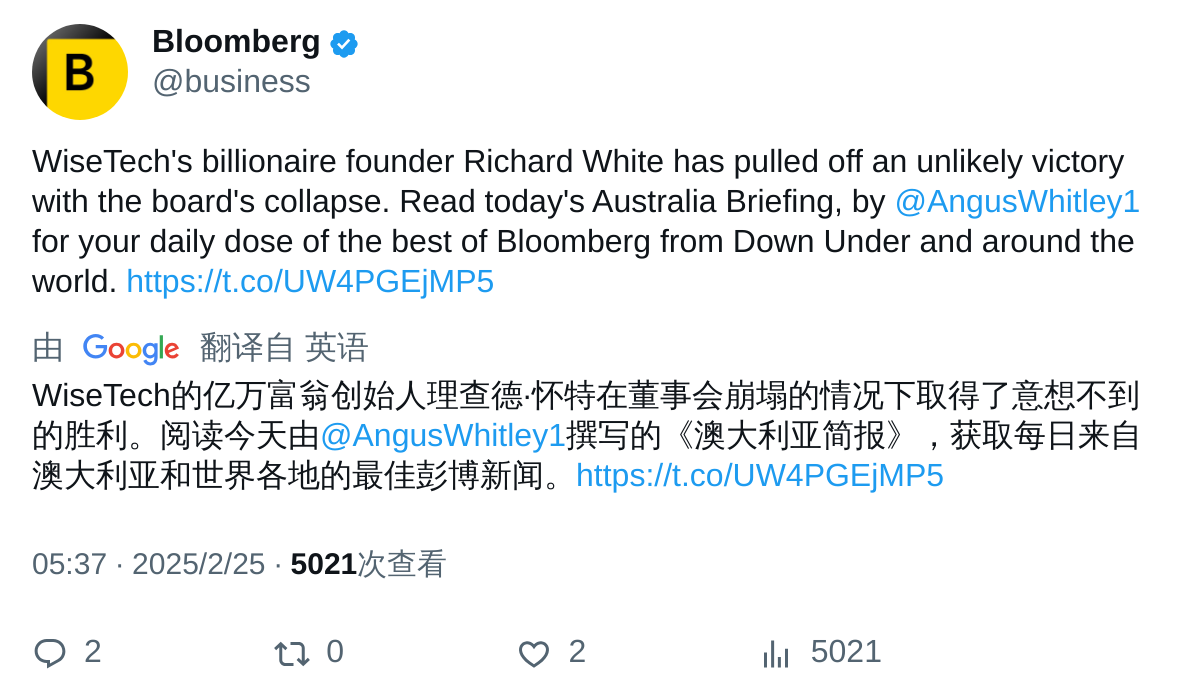 B
Bloomberg
@business
WiseTech's billionaire founder Richard White has pulled off an unlikely victory
with the board's collapse. Read today's Australia Briefing, by @AngusWhitley1
for your daily dose of the best of Bloomberg from Down Under and around the
world. https://t.co/UW4PGEjMP5
由 Google 翻译自 英语
WiseTech的亿万富翁创始人理查德·怀特在董事会崩塌的情况下取得了意想不到
的胜利。阅读今天由@AngusWhitley1撰写的《澳大利亚简报》，获取每日来自
澳大利亚和世界各地的最佳彭博新闻。https://t.co/UW4PGEjMP5
05:37 · 2025/2/25 · 5021次查看
2 0 2 5021